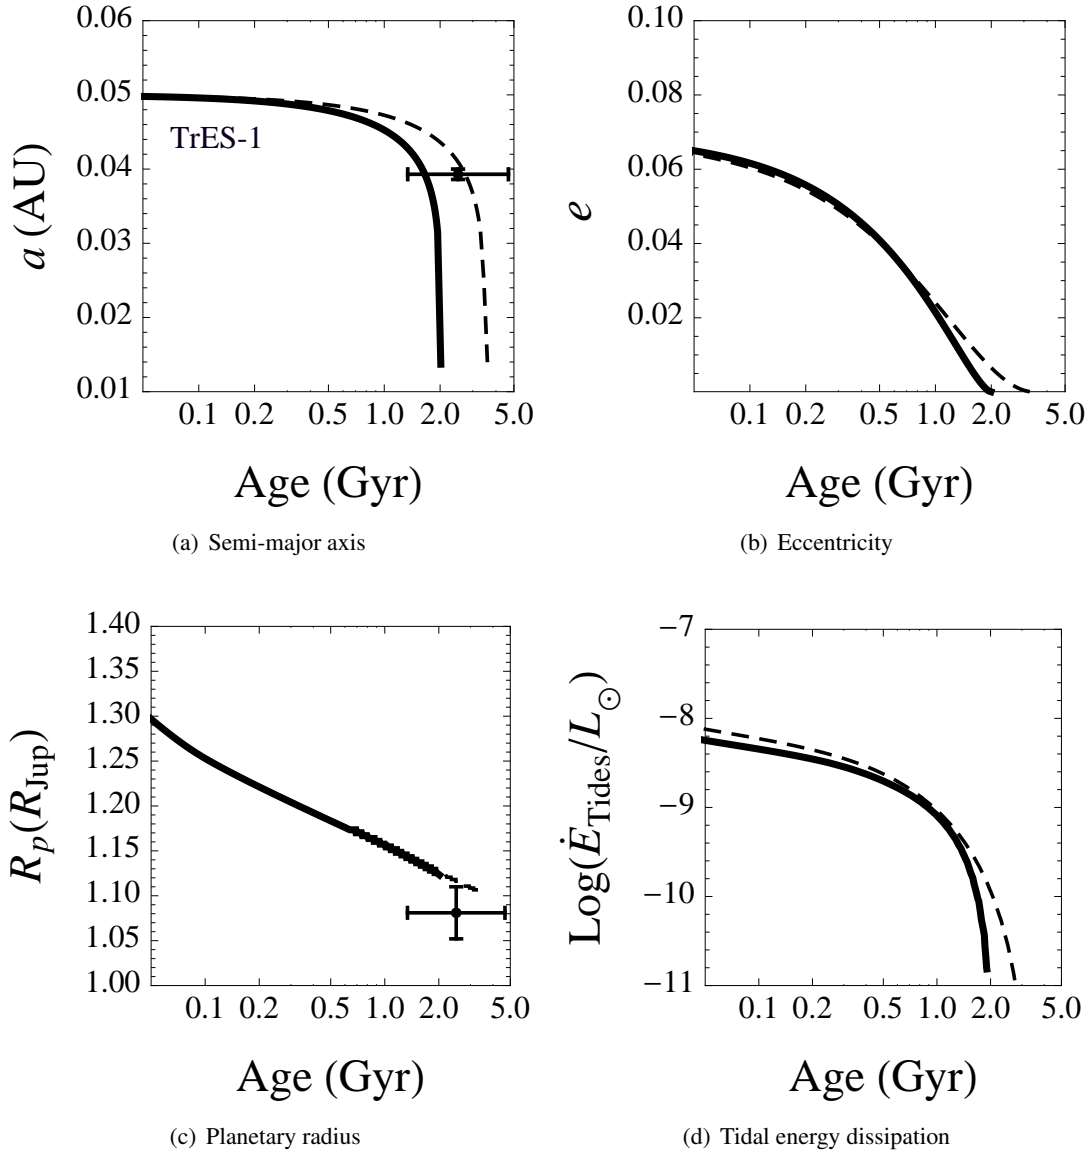 0.06
0.05
0.04
0.03
0.02
0.01
a (AU)
TrES-1
0.1 0.2 0.5 1.0 2.0 5.0
Age (Gyr)
(a) Semi-major axis
0.10
0.08
0.06
0.04
0.02
e
0.1 0.2 0.5 1.0 2.0 5.0
Age (Gyr)
(b) Eccentricity
1.40
1.35
1.30
1.25
1.20
1.15
1.10
1.05
1.00
R_p(R_Jup)
0.1 0.2 0.5 1.0 2.0 5.0
Age (Gyr)
(c) Planetary radius
−7
−8
−9
−10
−11
Log(Ė_Tides/L_⊙)
0.1 0.2 0.5 1.0 2.0 5.0
Age (Gyr)
(d) Tidal energy dissipation